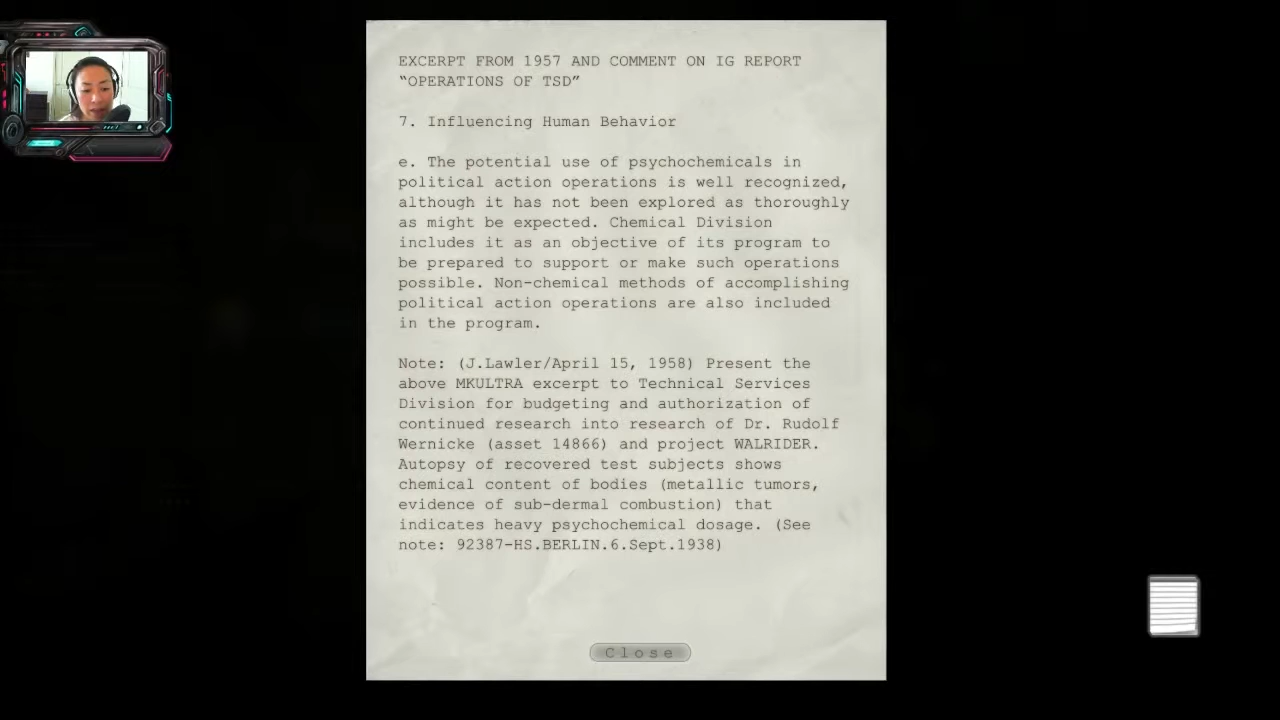 EXCERPT FROM 1957 AND COMMENT ON IG REPORT
“OPERATIONS OF TSD”
7. Influencing Human Behavior
e. The potential use of psychochemicals in
political action operations is well recognized,
although it has not been explored as thoroughly
as might be expected. Chemical Division
includes it as an objective of its program to
be prepared to support or make such operations
possible. Non-chemical methods of accomplishing
political action operations are also included
in the program.
Note: (J.Lawler/April 15, 1958) Present the
above MKULTRA excerpt to Technical Services
Division for budgeting and authorization of
continued research into research of Dr. Rudolf
Wernicke (asset 14866) and project WALRIDER.
Autopsy of recovered test subjects shows
chemical content of bodies (metallic tumors,
evidence of sub-dermal combustion) that
indicates heavy psychochemical dosage. (See
note: 92387-HS.BERLIN.6.Sept.1938)
Close